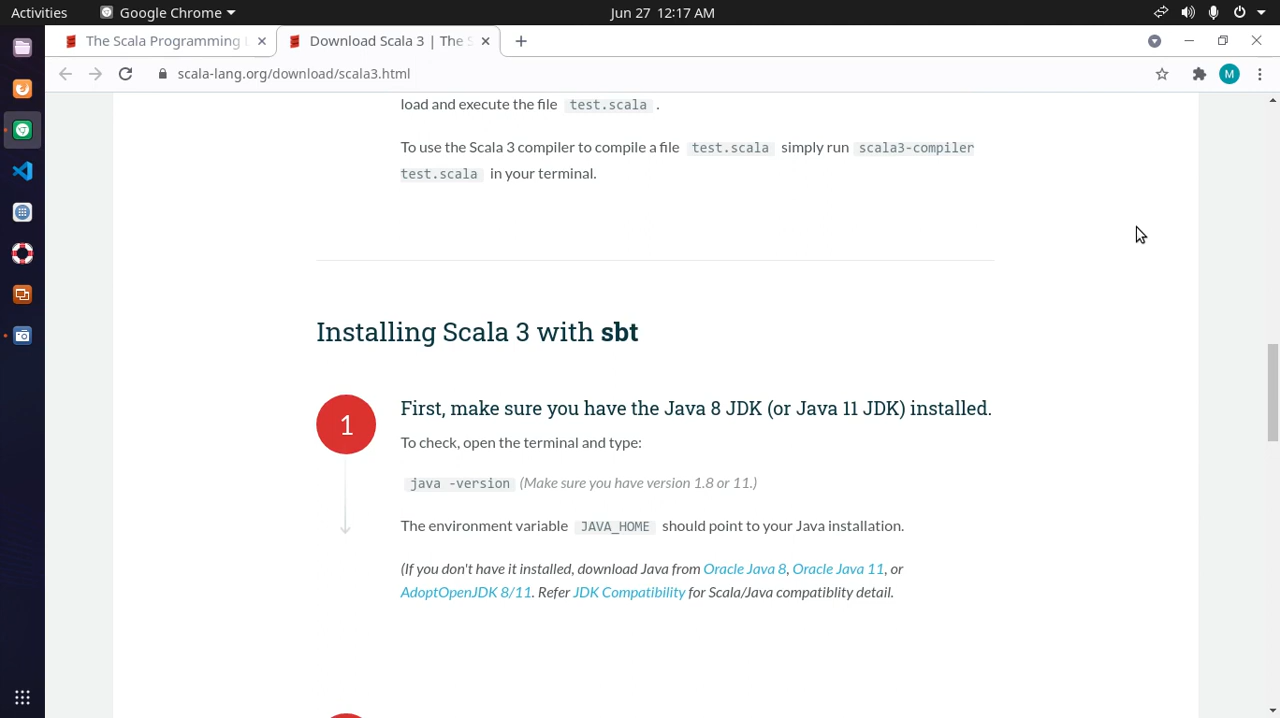 Activities
Google Chrome
Jun 27 12:17 AM
The Scala Programming
Download Scala 3 | The S
scala-lang.org/download/scala3.html
M
load and execute the file test.scala .
To use the Scala 3 compiler to compile a file test.scala simply run scala3-compiler
test.scala in your terminal.
Installing Scala 3 with sbt
1
First, make sure you have the Java 8 JDK (or Java 11 JDK) installed.
To check, open the terminal and type:
java -version (Make sure you have version 1.8 or 11.)
The environment variable JAVA_HOME should point to your Java installation.
(If you don't have it installed, download Java from Oracle Java 8, Oracle Java 11, or
AdoptOpenJDK 8/11. Refer JDK Compatibility for Scala/Java compatiblity detail.